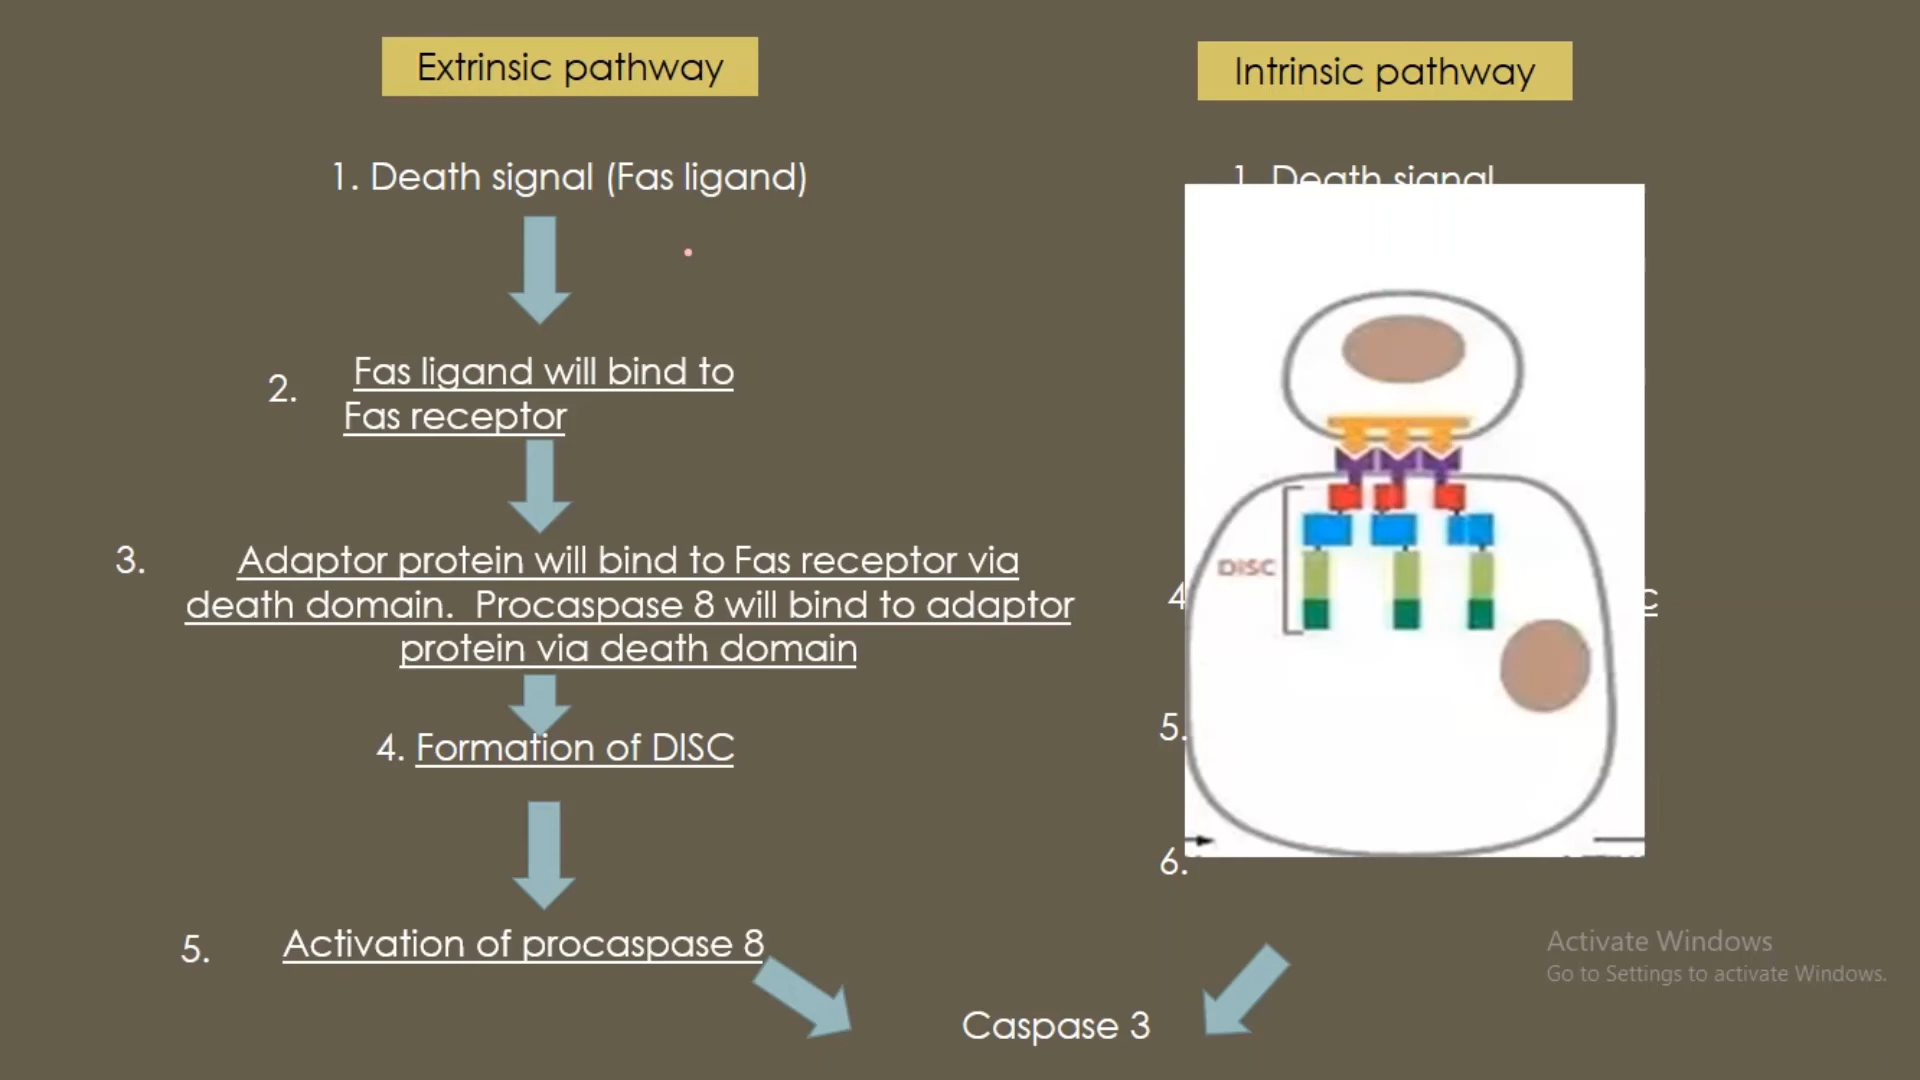 Extrinsic pathway
Intrinsic pathway
1. Death signal (Fas ligand)
1. Death signal
2. Fas ligand will bind to
Fas receptor
3. Adaptor protein will bind to Fas receptor via
death domain. Procaspase 8 will bind to adaptor
protein via death domain
4. Formation of DISC
5. Activation of procaspase 8
DISC
4
c
5.
6.
Caspase 3
Activate Windows
Go to Settings to activate Windows.